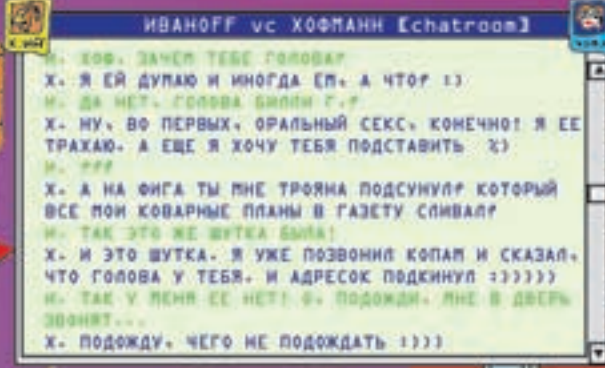 ИВАНОFF vc ХОФМАНН [chatroom]
И. ХОФ, ЗАЧЕМ ТЕБЕ ГОЛОВА?
Х. Я ЕЙ ДУМАЮ И ИНОГДА ЕМ. А ЧТО? :)
И. ДА НЕТ. ГОЛОВА БИЛЛИ Г.?
Х. НУ, ВО ПЕРВЫХ, ОРАЛЬНЫЙ СЕКС, КОНЕЧНО! Я ЕЕ
ТРАХАЮ. А ЕЩЕ Я ХОЧУ ТЕБЯ ПОДСТАВИТЬ %)
И. ???
Х. А НА ФИГА ТЫ МНЕ ТРОЯНА ПОДСУНУЛ? КОТОРЫЙ
ВСЕ МОИ КОВАРНЫЕ ПЛАНЫ В ГАЗЕТУ СЛИВАЛ?
И. ТАК ЭТО ЖЕ ШУТКА БЫЛА!
Х. И ЭТО ШУТКА. Я УЖЕ ПОЗВОНИЛ КОПАМ И СКАЗАЛ,
ЧТО ГОЛОВА У ТЕБЯ. И АДРЕСОК ПОДКИНУЛ :)))))
И. ТАК У МЕНЯ ЕЕ НЕТ! О, ПОДОЖДИ, МНЕ В ДВЕРЬ
ЗВОНЯТ...
Х. ПОДОЖДУ, ЧЕГО НЕ ПОДОЖДАТЬ :)))